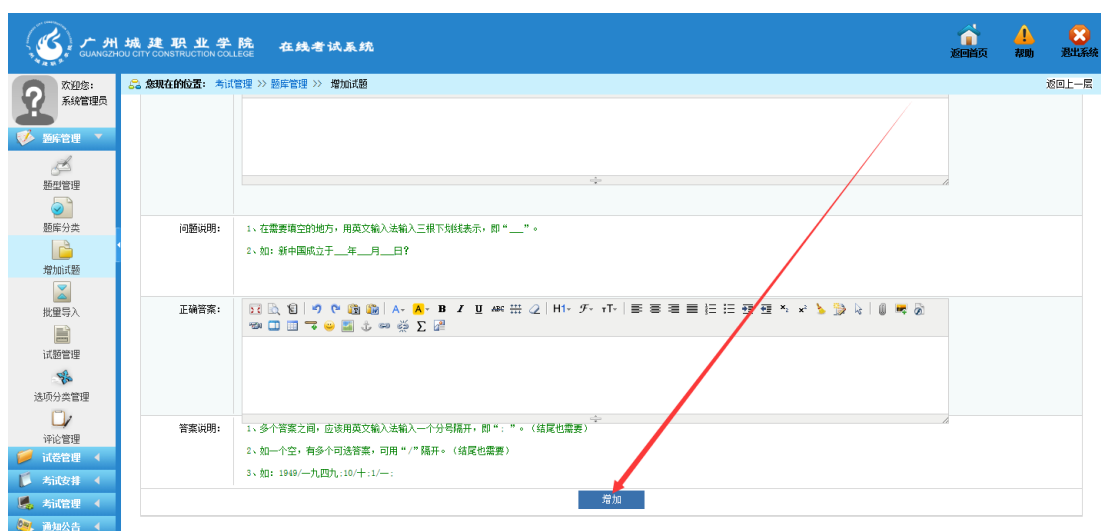 广州城建职业学院 在线考试系统
GUANGZHOU CITY CONSTRUCTION COLLEGE
返回首页 帮助 退出系统
欢迎您：
系统管理员
您现在的位置： 考试管理 >> 题库管理 >> 增加试题
返回上一层
题库管理
题型管理
题库分类
增加试题
批量导入
试题管理
选项分类管理
评论管理
试卷管理
考试安排
考试管理
通知公告
问题说明：
1、在需要填空的地方，用英文输入法输入三根下划线表示，即“___”。
2、如：新中国成立于___年___月___日？
正确答案：
A B I U ABC H1 F тT
答案说明：
1、多个答案之间，应该用英文输入法输入一个分号隔开，即“；”。（结尾也需要）
2、如一个空，有多个可选答案，可用“/”隔开。（结尾也需要）
3、如：1949/一九四九;10/十;1/一;
增加